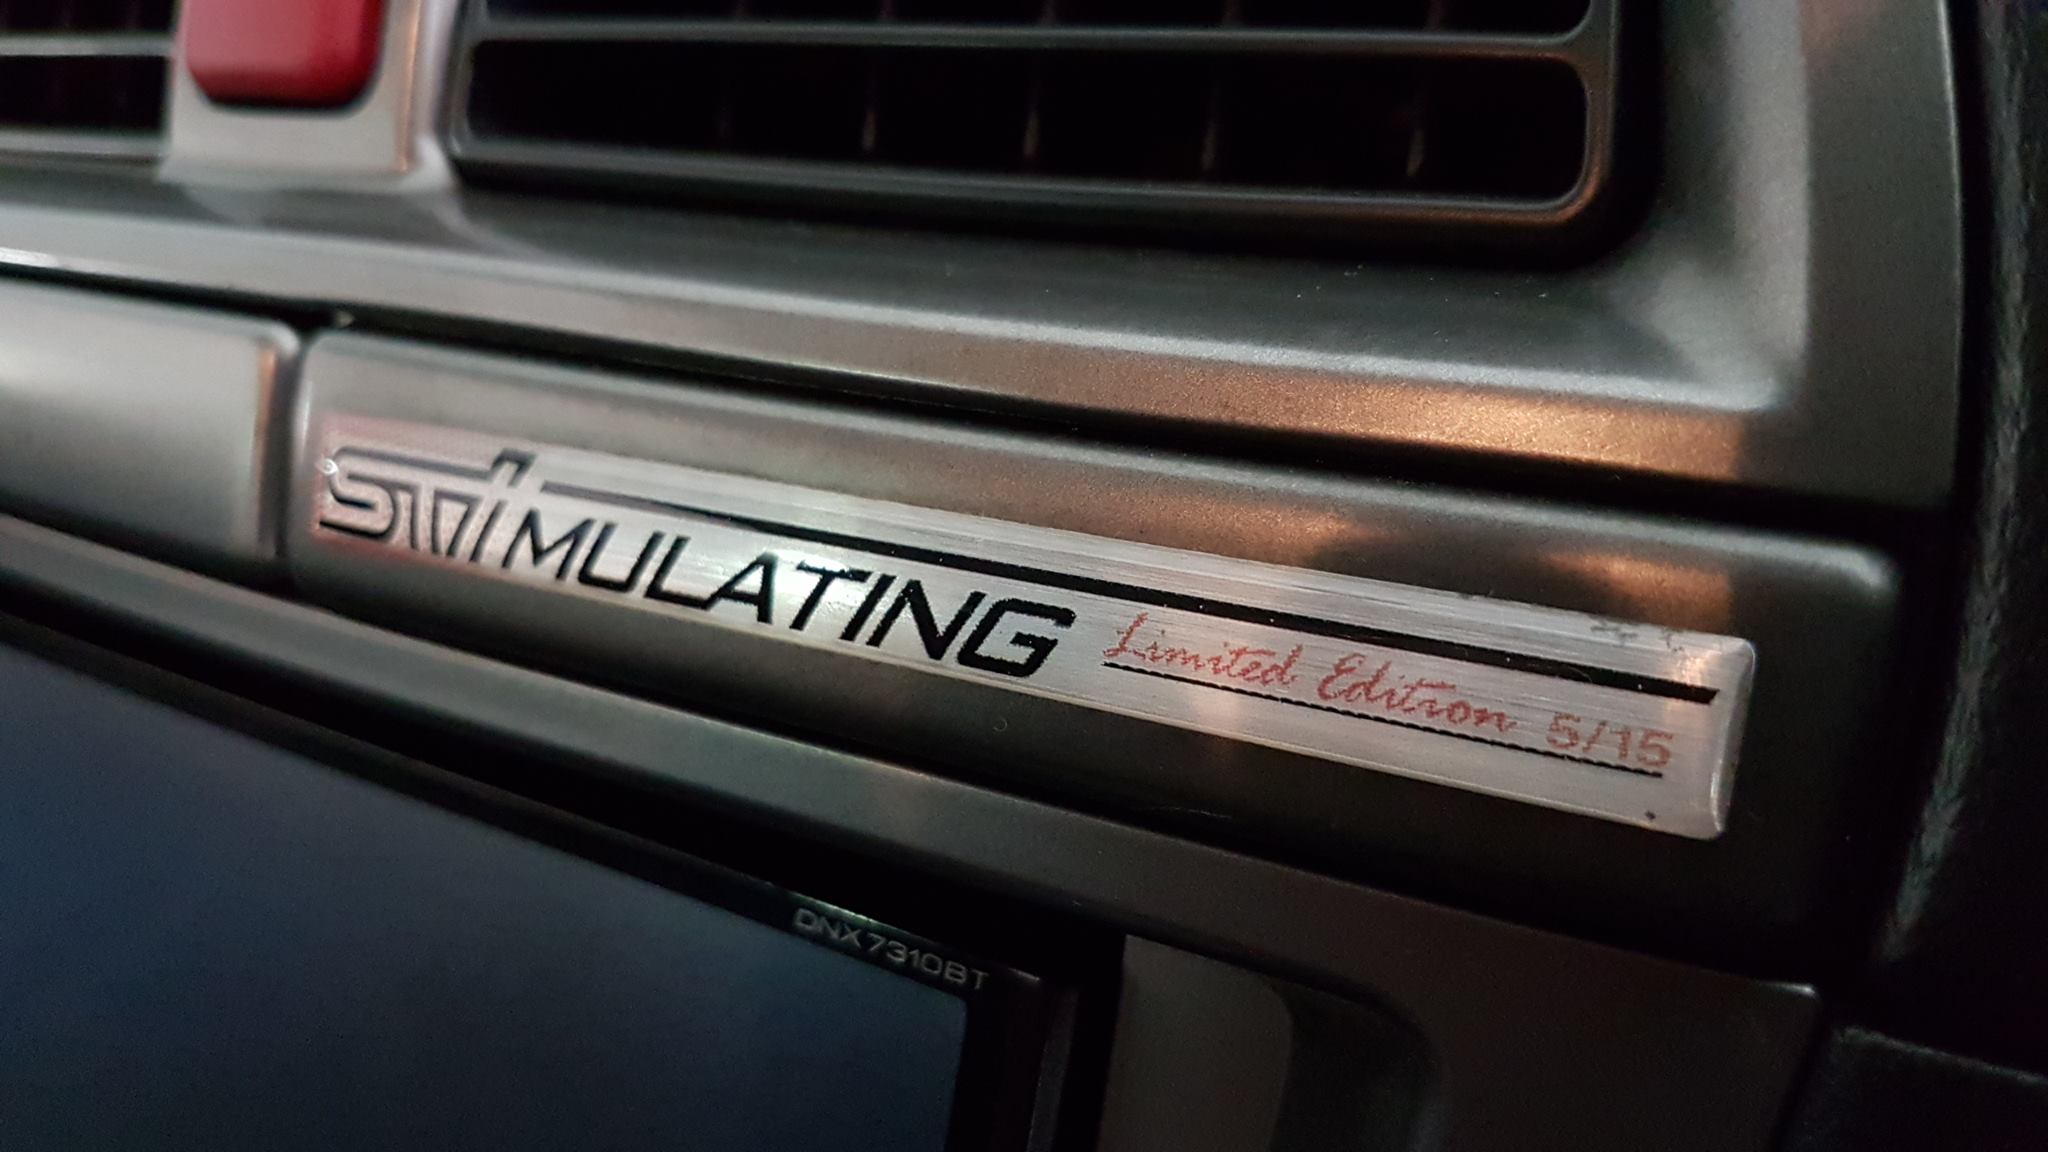 STiMULATING Limited Edition 5/15
DNX7310BT